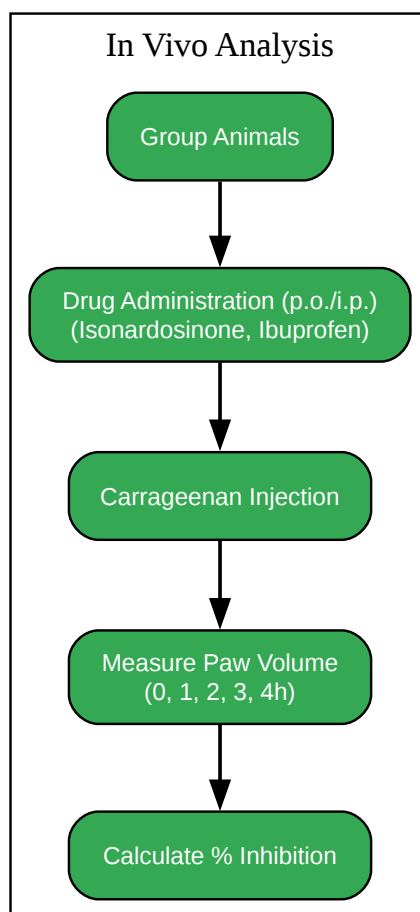 In Vivo Analysis
Group Animals
Drug Administration (p.o./i.p.)
(Isonardosinone, Ibuprofen)
Carrageenan Injection
Measure Paw Volume
(0, 1, 2, 3, 4h)
Calculate % Inhibition